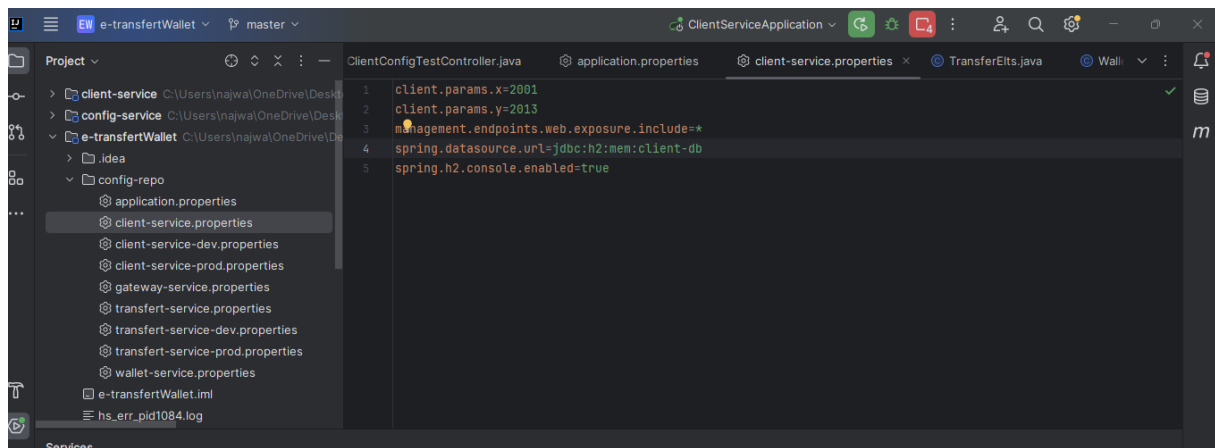 EW e-transfertWallet master ClientServiceApplication 4
Project
ClientConfigTestController.java application.properties client-service.properties TransferElts.java Wall
client-service C:\Users\najwa\OneDrive\Deskt
config-service C:\Users\najwa\OneDrive\Desk
e-transfertWallet C:\Users\najwa\OneDrive\De
.idea
config-repo
application.properties
client-service.properties
client-service-dev.properties
client-service-prod.properties
gateway-service.properties
transfert-service.properties
transfert-service-dev.properties
transfert-service-prod.properties
wallet-service.properties
e-transfertWallet.iml
hs_err_pid1084.log
1 client.params.x=2001
2 client.params.y=2013
3 management.endpoints.web.exposure.include=*
4 spring.datasource.url=jdbc:h2:mem:client-db
5 spring.h2.console.enabled=true
m
Services